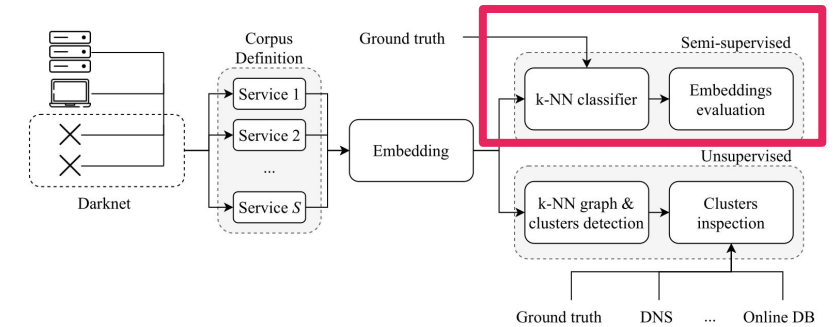 Corpus
Definition
Service 1
Service 2
...
Service S
Darknet
Embedding
Ground truth
Semi-supervised
k-NN classifier
Embeddings
evaluation
Unsupervised
k-NN graph &
clusters detection
Clusters
inspection
Ground truth
DNS
...
Online DB